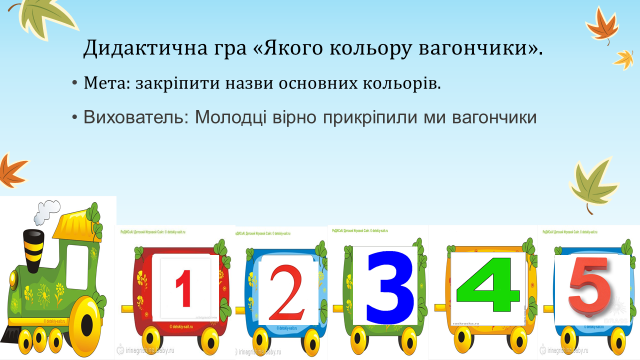 Дидактична гра «Якого кольору вагончики».
• Мета: закріпити назви основних кольорів.
• Вихователь: Молодці вірно прикріпили ми вагончики
1 2 3 4 5